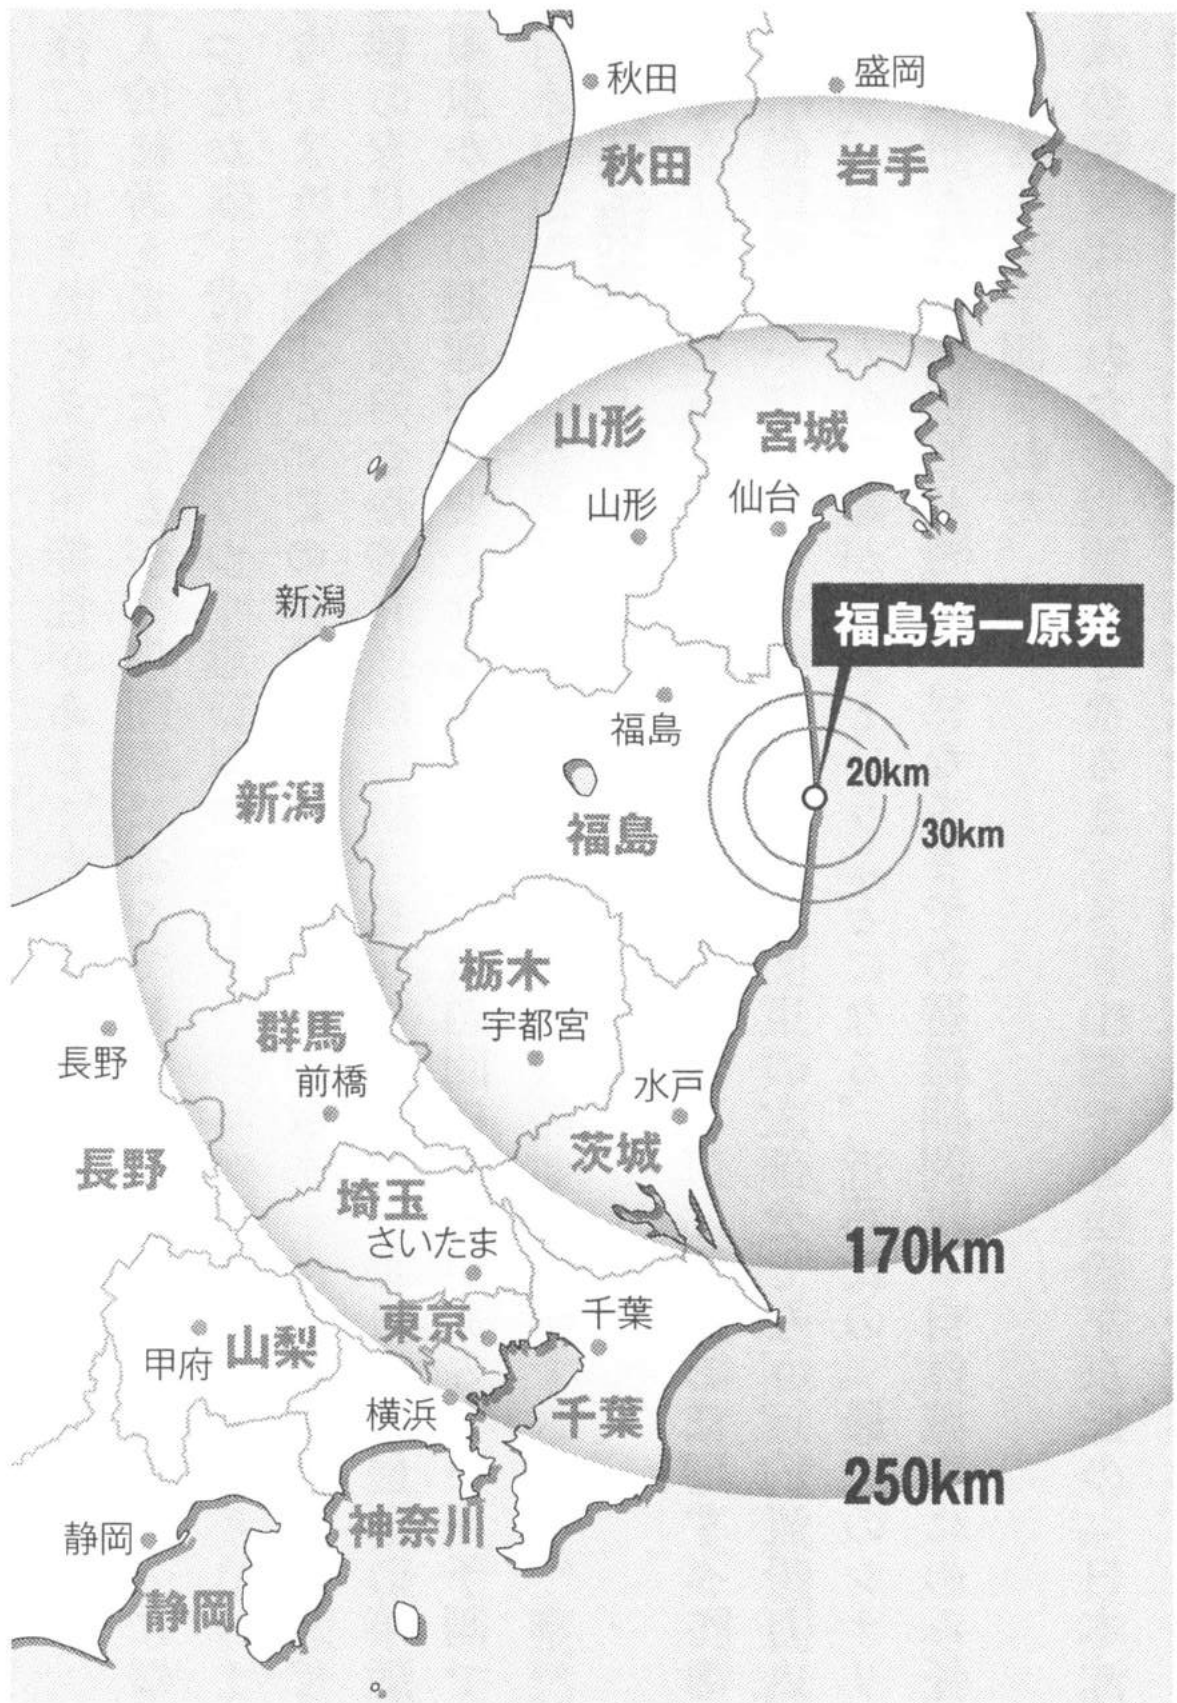 秋田
盛岡
秋田
岩手
山形
宮城
山形
仙台
新潟
福島第一原発
福島
20km
新潟
福島
30km
栃木
宇都宮
群馬
長野
前橋
水戸
長野
茨城
埼玉
さいたま
170km
東京
千葉
甲府
山梨
横浜
千葉
250km
静岡
神奈川
静岡